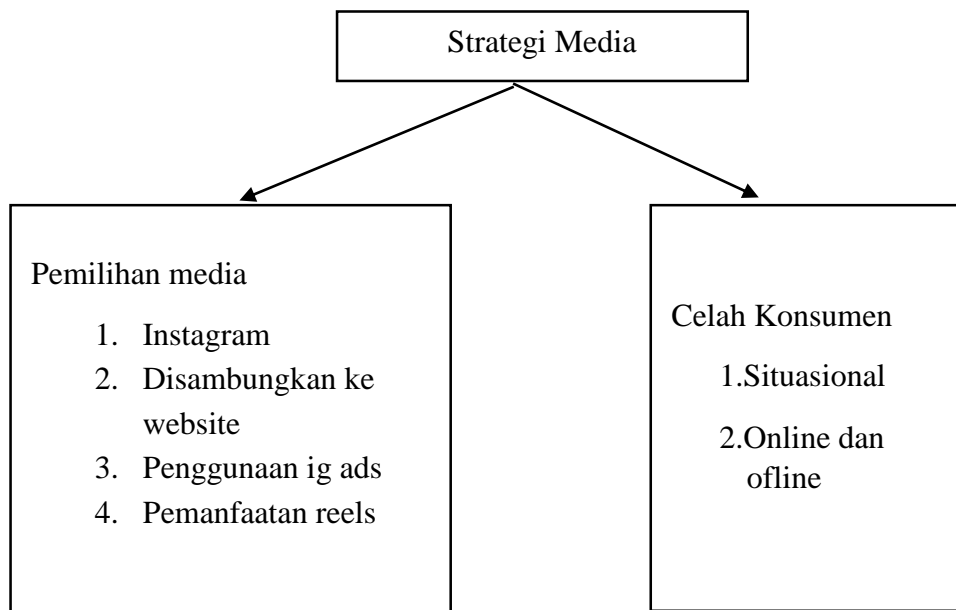 Strategi Media
Pemilihan media
1. Instagram
2. Disambungkan ke
website
3. Penggunaan ig ads
4. Pemanfaatan reels
Celah Konsumen
1.Situasional
2.Online dan
ofline